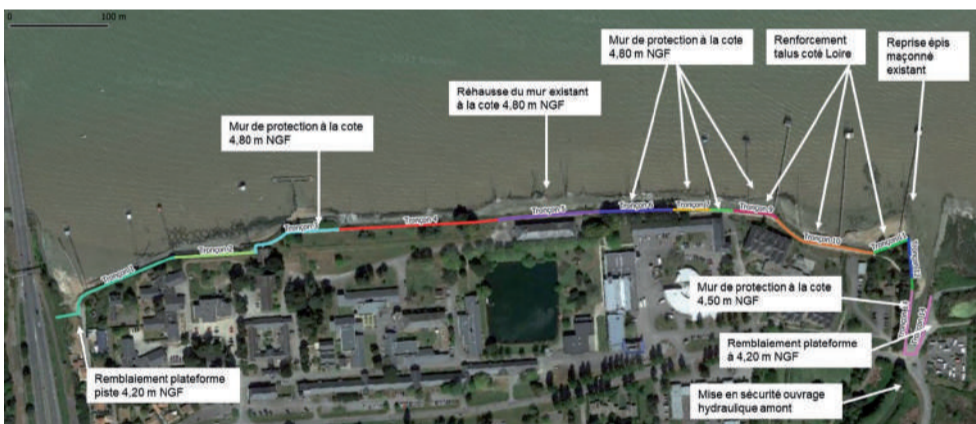 0
100 m
Mur de protection à la cote
4,80 m NGF
Réhausse du mur existant
à la cote 4,80 m NGF
Mur de protection à la cote
4,80 m NGF
Renforcement
talus coté Loire
Reprise épis
maçonné
existant
Tronçon 1
Tronçon 2
Tronçon 3
Tronçon 4
Tronçon 5
Tronçon 6
Tronçon 7
Tronçon 9
Tronçon 10
Tronçon 11
Mur de protection à la cote
4,50 m NGF
Remblaiement plateforme
à 4,20 m NGF
Remblaiement plateforme
piste 4,20 m NGF
Mise en sécurité ouvrage
hydraulique amont